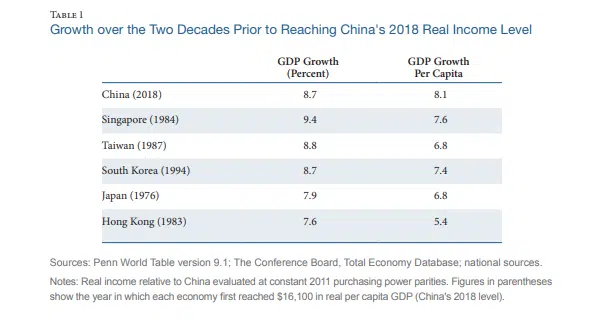 TABLE I
Growth over the Two Decades Prior to Reaching China's 2018 Real Income Level
GDP Growth (Percent) GDP Growth Per Capita
China (2018) 8.7 8.1
Singapore (1984) 9.4 7.6
Taiwan (1987) 8.8 6.8
South Korea (1994) 8.7 7.4
Japan (1976) 7.9 6.8
Hong Kong (1983) 7.6 5.4
Sources: Penn World Table version 9.1; The Conference Board, Total Economy Database; national sources.
Notes: Real income relative to China evaluated at constant 2011 purchasing power parities. Figures in parentheses
show the year in which each economy first reached $16,100 in real per capita GDP (China's 2018 level).